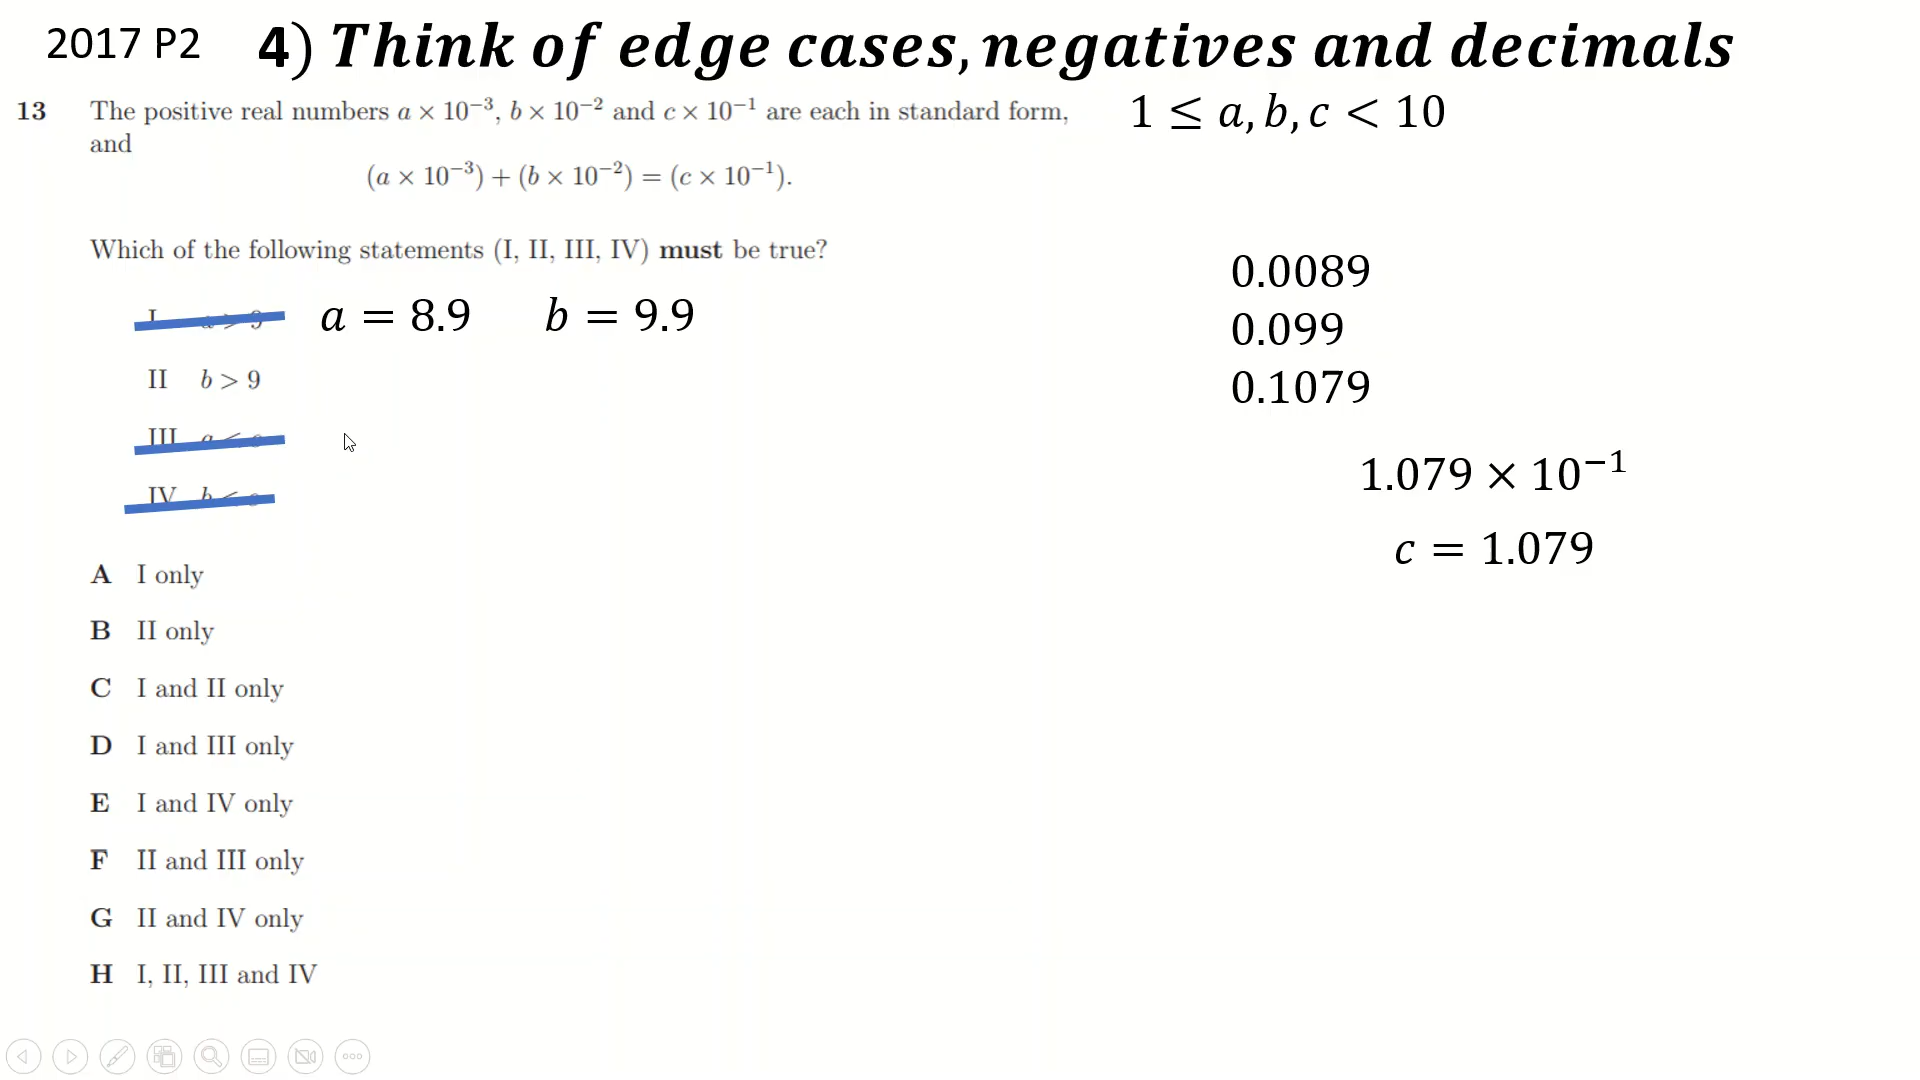 2017 P2 4) Think of edge cases, negatives and decimals
13 The positive real numbers a × 10⁻³, b × 10⁻² and c × 10⁻¹ are each in standard form,
and
1 ≤ a, b, c < 10
(a × 10⁻³) + (b × 10⁻²) = (c × 10⁻¹).
Which of the following statements (I, II, III, IV) must be true?
I a > 9
a = 8.9 b = 9.9
II b > 9
III a < c
IV b < c
0.0089
0.099
0.1079
1.079 × 10⁻¹
c = 1.079
A I only
B II only
C I and II only
D I and III only
E I and IV only
F II and III only
G II and IV only
H I, II, III and IV